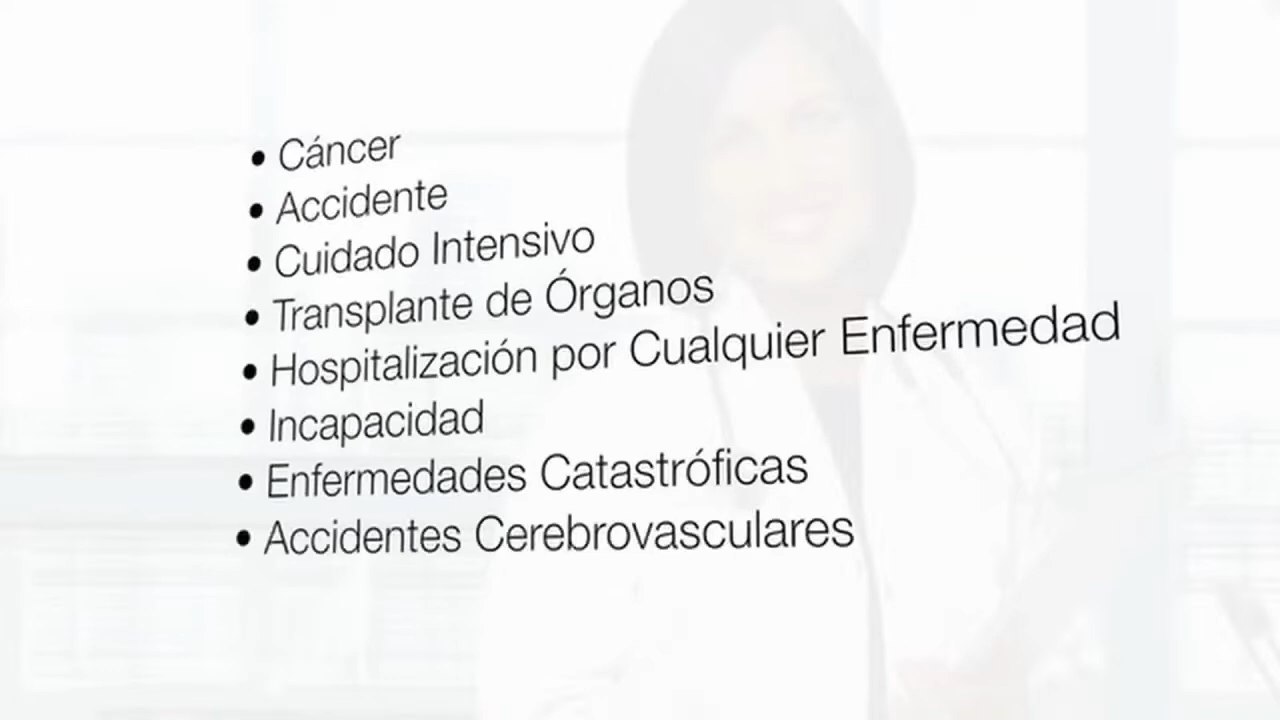 • Cáncer
• Accidente
• Cuidado Intensivo
• Transplante de Órganos
• Hospitalización por Cualquier Enfermedad
• Incapacidad
• Enfermedades Catastróficas
• Accidentes Cerebrovasculares